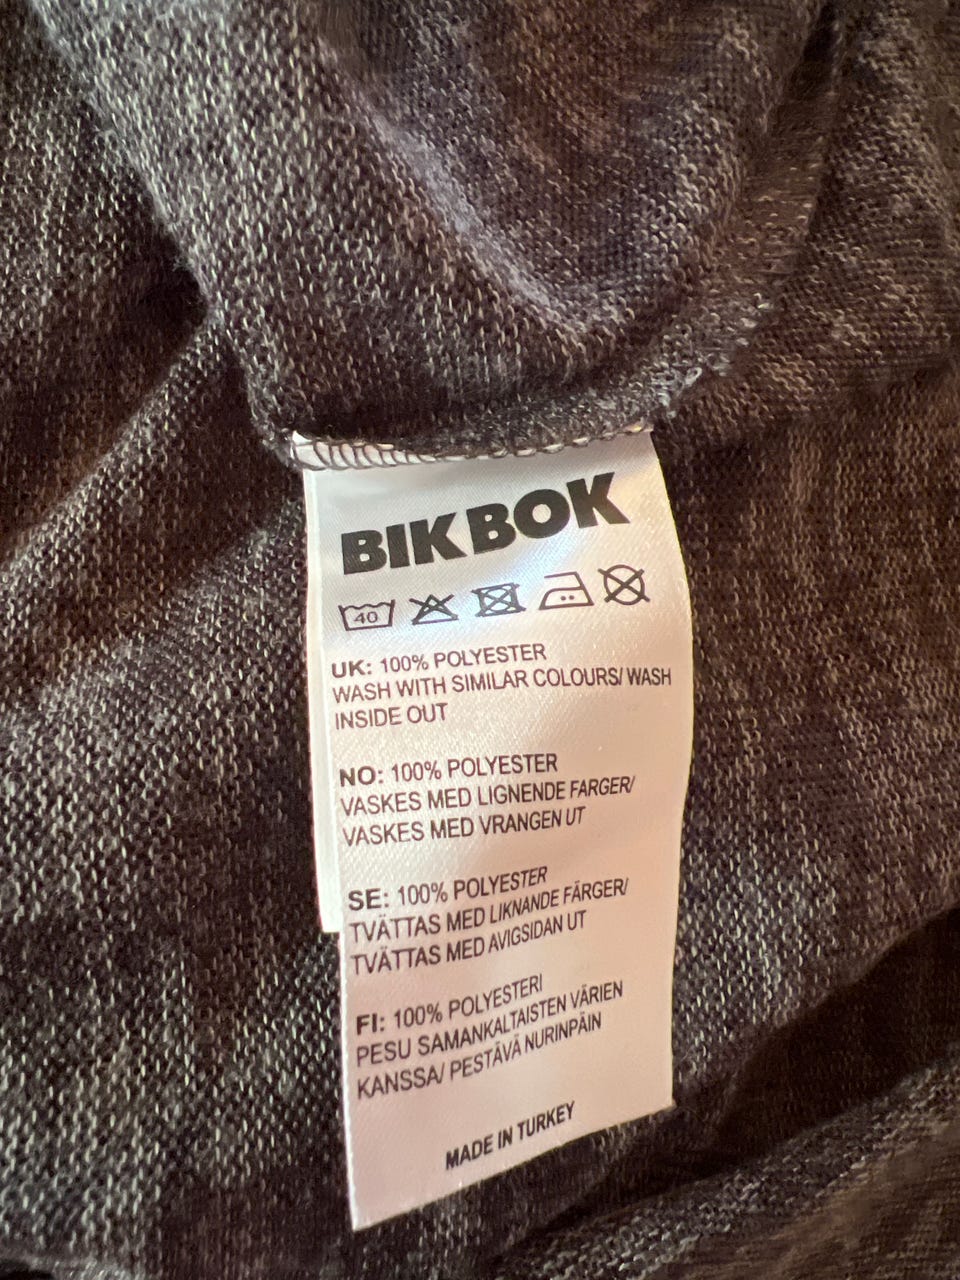 BIK BOK
40
UK: 100% POLYESTER
WASH WITH SIMILAR COLOURS/ WASH
INSIDE OUT
NO: 100% POLYESTER
VASKES MED LIGNENDE FARGER/
VASKES MED VRANGEN UT
SE: 100% POLYESTER
TVÄTTAS MED LIKNANDE FÄRGER/
TVÄTTAS MED AVIGSIDAN UT
FI: 100% POLYESTERI
PESU SAMANKALTAISTEN VÄRIEN
KANSSA/ PESTÄVÄ NURINPÄIN
MADE IN TURKEY